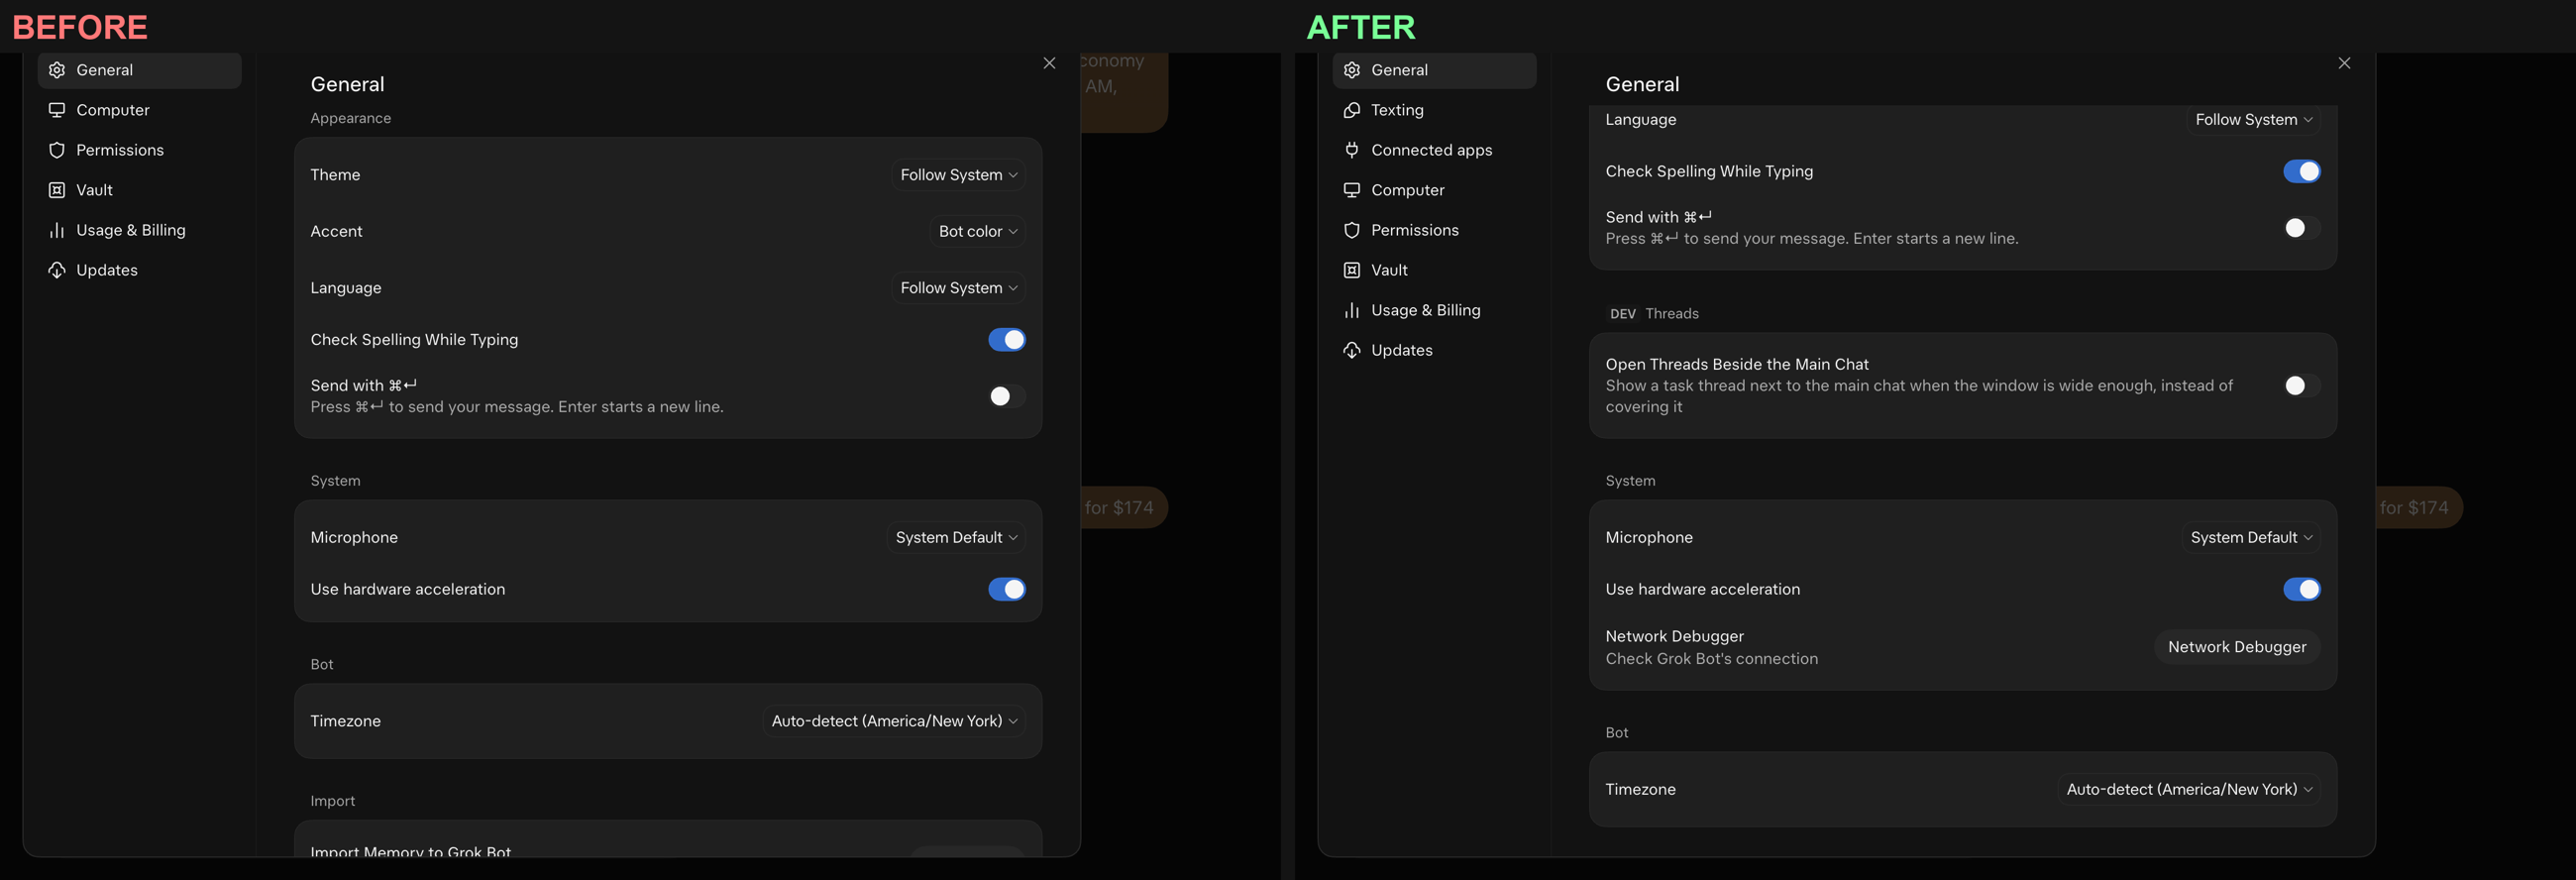 BEFORE
General
Computer
Permissions
Vault
Usage & Billing
Updates
General
Appearance
Theme
Follow System
Accent
Bot color
Language
Follow System
Check Spelling While Typing
Send with ⌘↵
Press ⌘↵ to send your message. Enter starts a new line.
System
Microphone
System Default
Use hardware acceleration
Bot
Timezone
Auto-detect (America/New York)
Import
Import Memory to Grok Bot
conomy
AM,
for $174
AFTER
General
Texting
Connected apps
Computer
Permissions
Vault
Usage & Billing
Updates
General
Language
Follow System
Check Spelling While Typing
Send with ⌘↵
Press ⌘↵ to send your message. Enter starts a new line.
DEV Threads
Open Threads Beside the Main Chat
Show a task thread next to the main chat when the window is wide enough, instead of
covering it
System
Microphone
System Default
Use hardware acceleration
Network Debugger
Check Grok Bot's connection
Network Debugger
Bot
Timezone
Auto-detect (America/New York)
for $174